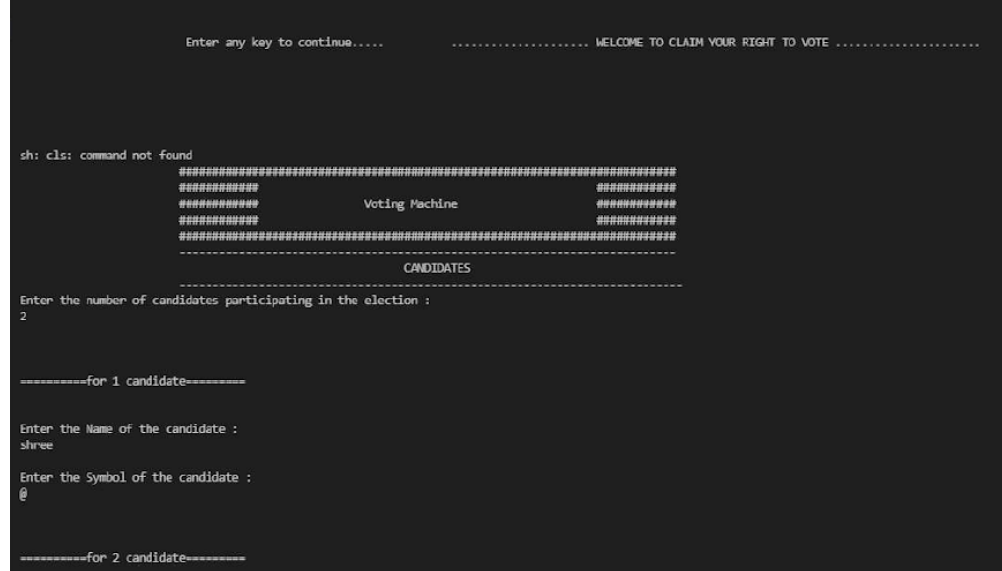 Enter any key to continue..... ..................... WELCOME TO CLAIM YOUR RIGHT TO VOTE ......................
sh: cls: command not found
###########################################################################
############ ############
############ Voting Machine ############
############ ############
###########################################################################
---------------------------------------------------------------------------
CANDIDATES
----------------------------------------------------------------------------
Enter the number of candidates participating in the election :
2
==========for 1 candidate=========
Enter the Name of the candidate :
shree
Enter the Symbol of the candidate :
@
==========for 2 candidate=========